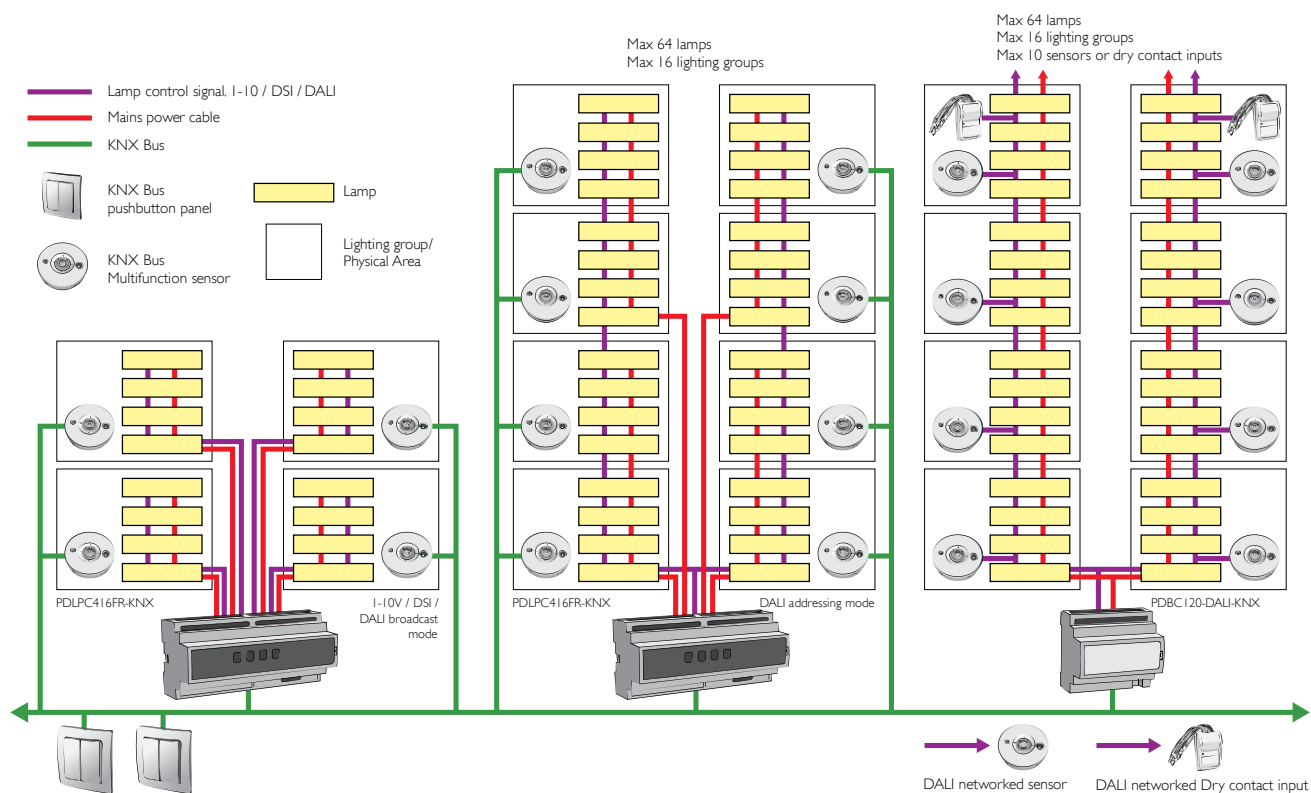 Max 64 lamps
Max 16 lighting groups
Max 10 sensors or dry contact inputs
Max 64 lamps
Max 16 lighting groups
Lamp control signal. 1-10 / DSI / DALI
Mains power cable
KNX Bus
KNX Bus
pushbutton panel
Lamp
KNX Bus
Multifunction sensor
Lighting group/
Physical Area
PDLPC416FR-KNX
1-10V / DSI /
DALI broadcast
mode
PDLPC416FR-KNX
DALI addressing mode
PDBC120-DALI-KNX
DALI networked sensor
DALI networked Dry contact input